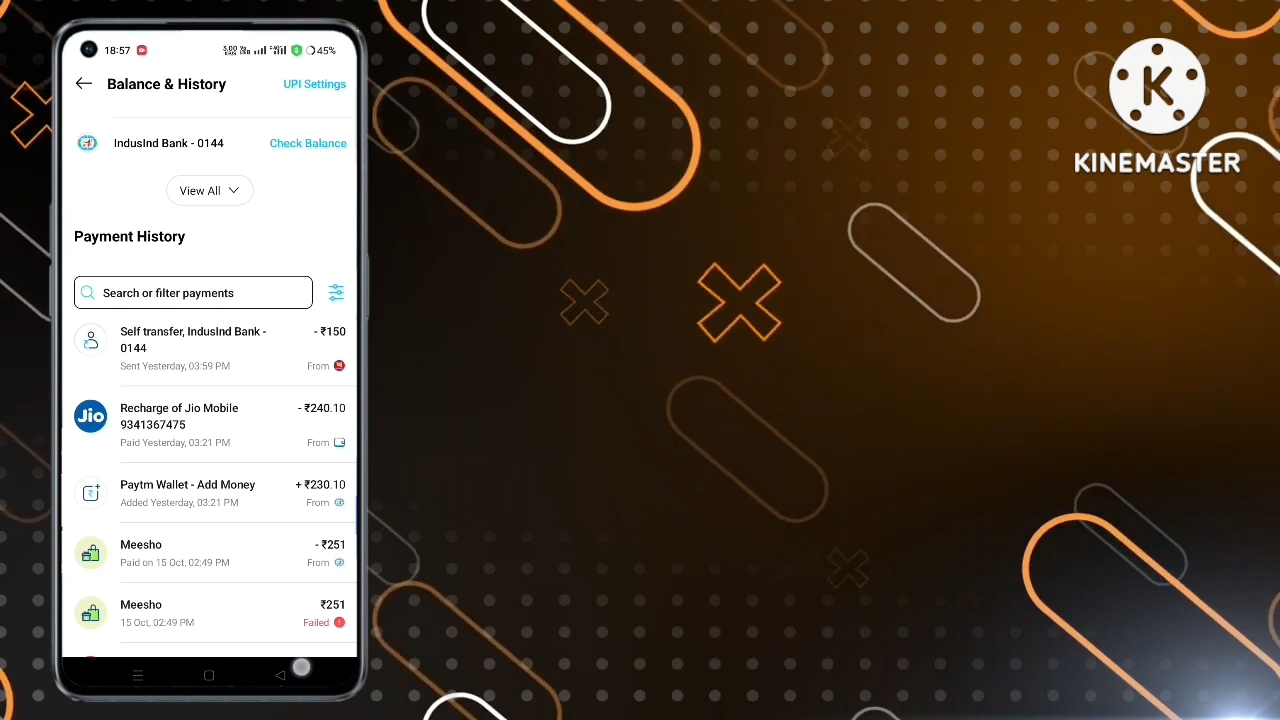 18:57
45%
Balance & History
UPI Settings
IndusInd Bank - 0144
Check Balance
View All
Payment History
Search or filter payments
Self transfer, IndusInd Bank -
0144
- ₹150
Sent Yesterday, 03:59 PM
From
Jio
Recharge of Jio Mobile
9341367475
- ₹240.10
Paid Yesterday, 03:21 PM
From
Paytm Wallet - Add Money
+ ₹230.10
Added Yesterday, 03:21 PM
From
Meesho
- ₹251
Paid on 15 Oct, 02:49 PM
From
Meesho
₹251
15 Oct, 02:49 PM
Failed
K
KINEMASTER